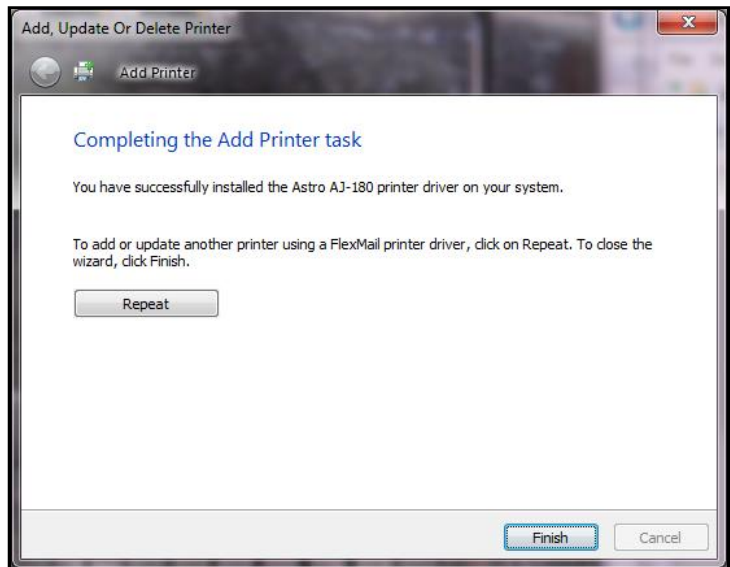 Add, Update Or Delete Printer
Add Printer
Completing the Add Printer task
You have successfully installed the Astro AJ-180 printer driver on your system.
To add or update another printer using a FlexMail printer driver, click on Repeat. To close the
wizard, click Finish.
Repeat
Finish
Cancel